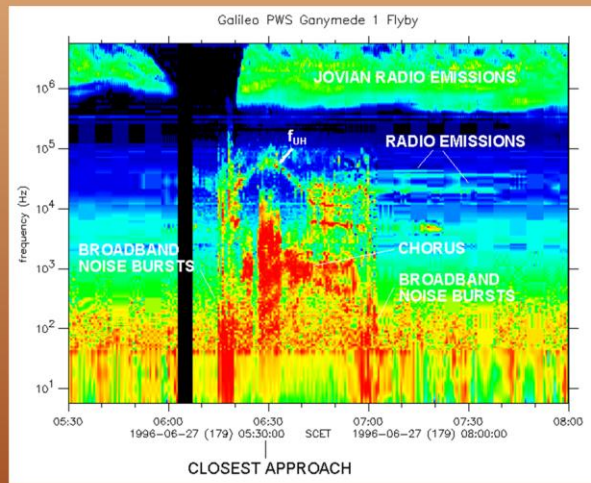 Galileo PWS Ganymede 1 Flyby
frequency (Hz)
10⁶
10⁵
10⁴
10³
10²
10¹
JOVIAN RADIO EMISSIONS
fUH
RADIO EMISSIONS
CHORUS
BROADBAND
NOISE BURSTS
BROADBAND
NOISE BURSTS
05:30 06:00 06:30 07:00 07:30 08:00
1996-06-27 (179) 05:30:00 SCET 1996-06-27 (179) 08:00:00
CLOSEST APPROACH